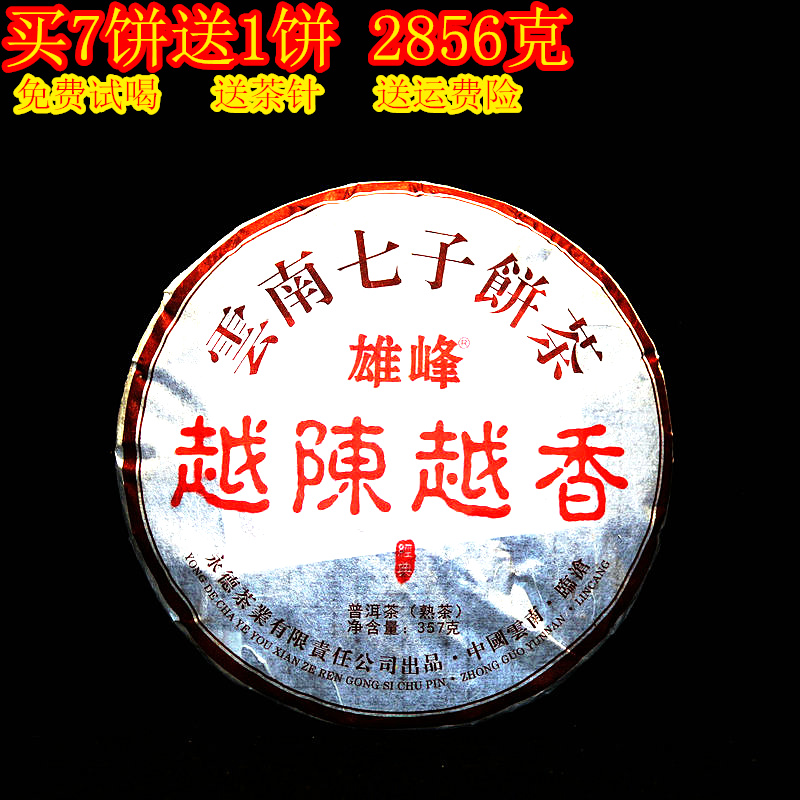 买7饼送1饼 2856克
免费试喝 送茶针 送运费险
雲南七子餅茶
雄峰®
越陳越香
經典
普洱茶（熟茶）
净含量：357克
永德茶業有限責任公司出品·中國雲南·臨滄
YONG DE CHA YE YOU XIAN ZE REN GONG SI CHU PIN · ZHONG GUO YUNNAN · LINCANG